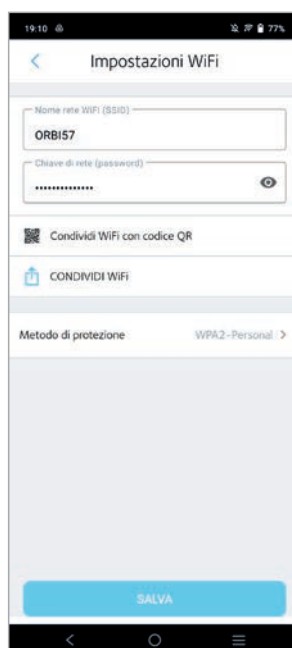 19:10
77%
Impostazioni WiFi
Nome rete WiFi (SSID)
ORBI57
Chiave di rete (password)
••••••••••••••
Condividi WiFi con codice QR
CONDIVIDI WiFi
Metodo di protezione WPA2-Personal
SALVA